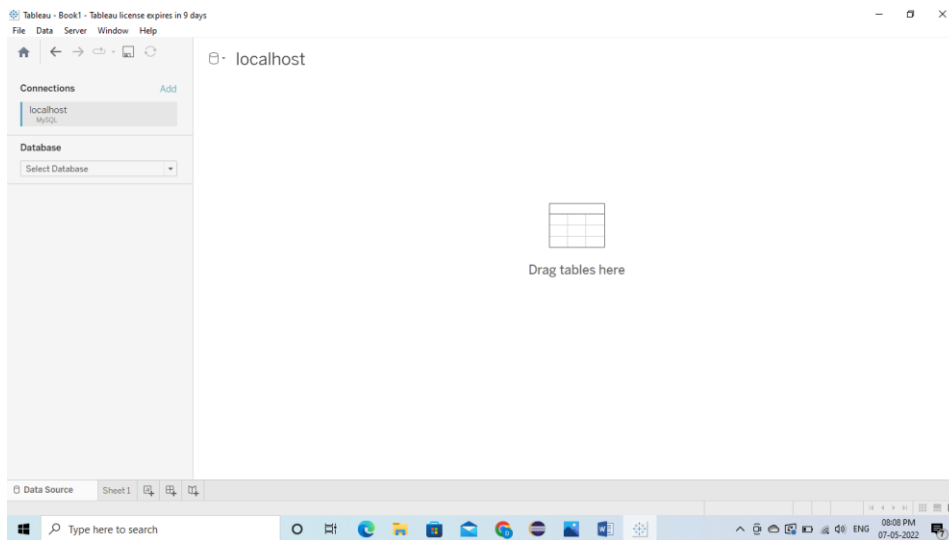 Tableau - Book1 - Tableau license expires in 9 days
File Data Server Window Help
localhost
Connections Add
localhost
MySQL
Database
Select Database
Drag tables here
Data Source Sheet 1
Type here to search
ENG
08:08 PM
07-05-2022